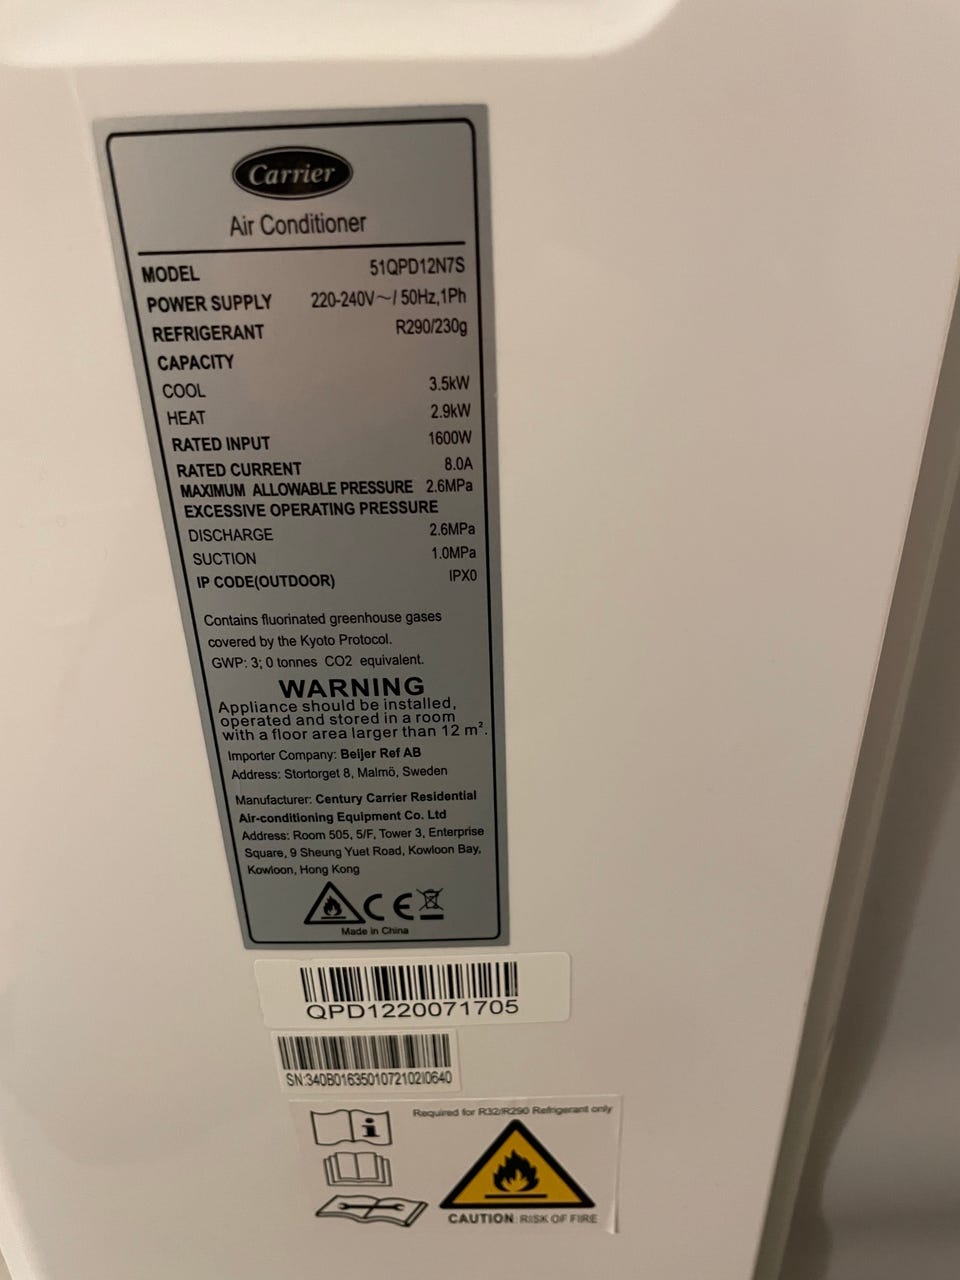 Carrier
Air Conditioner
MODEL 51QPD12N7S
POWER SUPPLY 220-240V～/ 50Hz,1Ph
REFRIGERANT R290/230g
CAPACITY
COOL 3.5kW
HEAT 2.9kW
RATED INPUT 1600W
RATED CURRENT 8.0A
MAXIMUM ALLOWABLE PRESSURE 2.6MPa
EXCESSIVE OPERATING PRESSURE
DISCHARGE 2.6MPa
SUCTION 1.0MPa
IP CODE(OUTDOOR) IPX0
Contains fluorinated greenhouse gases
covered by the Kyoto Protocol.
GWP: 3; 0 tonnes CO2 equivalent.
WARNING
Appliance should be installed,
operated and stored in a room
with a floor area larger than 12 m².
Importer Company: Beijer Ref AB
Address: Stortorget 8, Malmö, Sweden
Manufacturer: Century Carrier Residential
Air-conditioning Equipment Co. Ltd
Address: Room 505, 5/F, Tower 3, Enterprise
Square, 9 Sheung Yuet Road, Kowloon Bay,
Kowloon, Hong Kong
CE
Made in China
QPD1220071705
SN:340B0163501072102I0640
Required for R32/R290 Refrigerant only
CAUTION: RISK OF FIRE